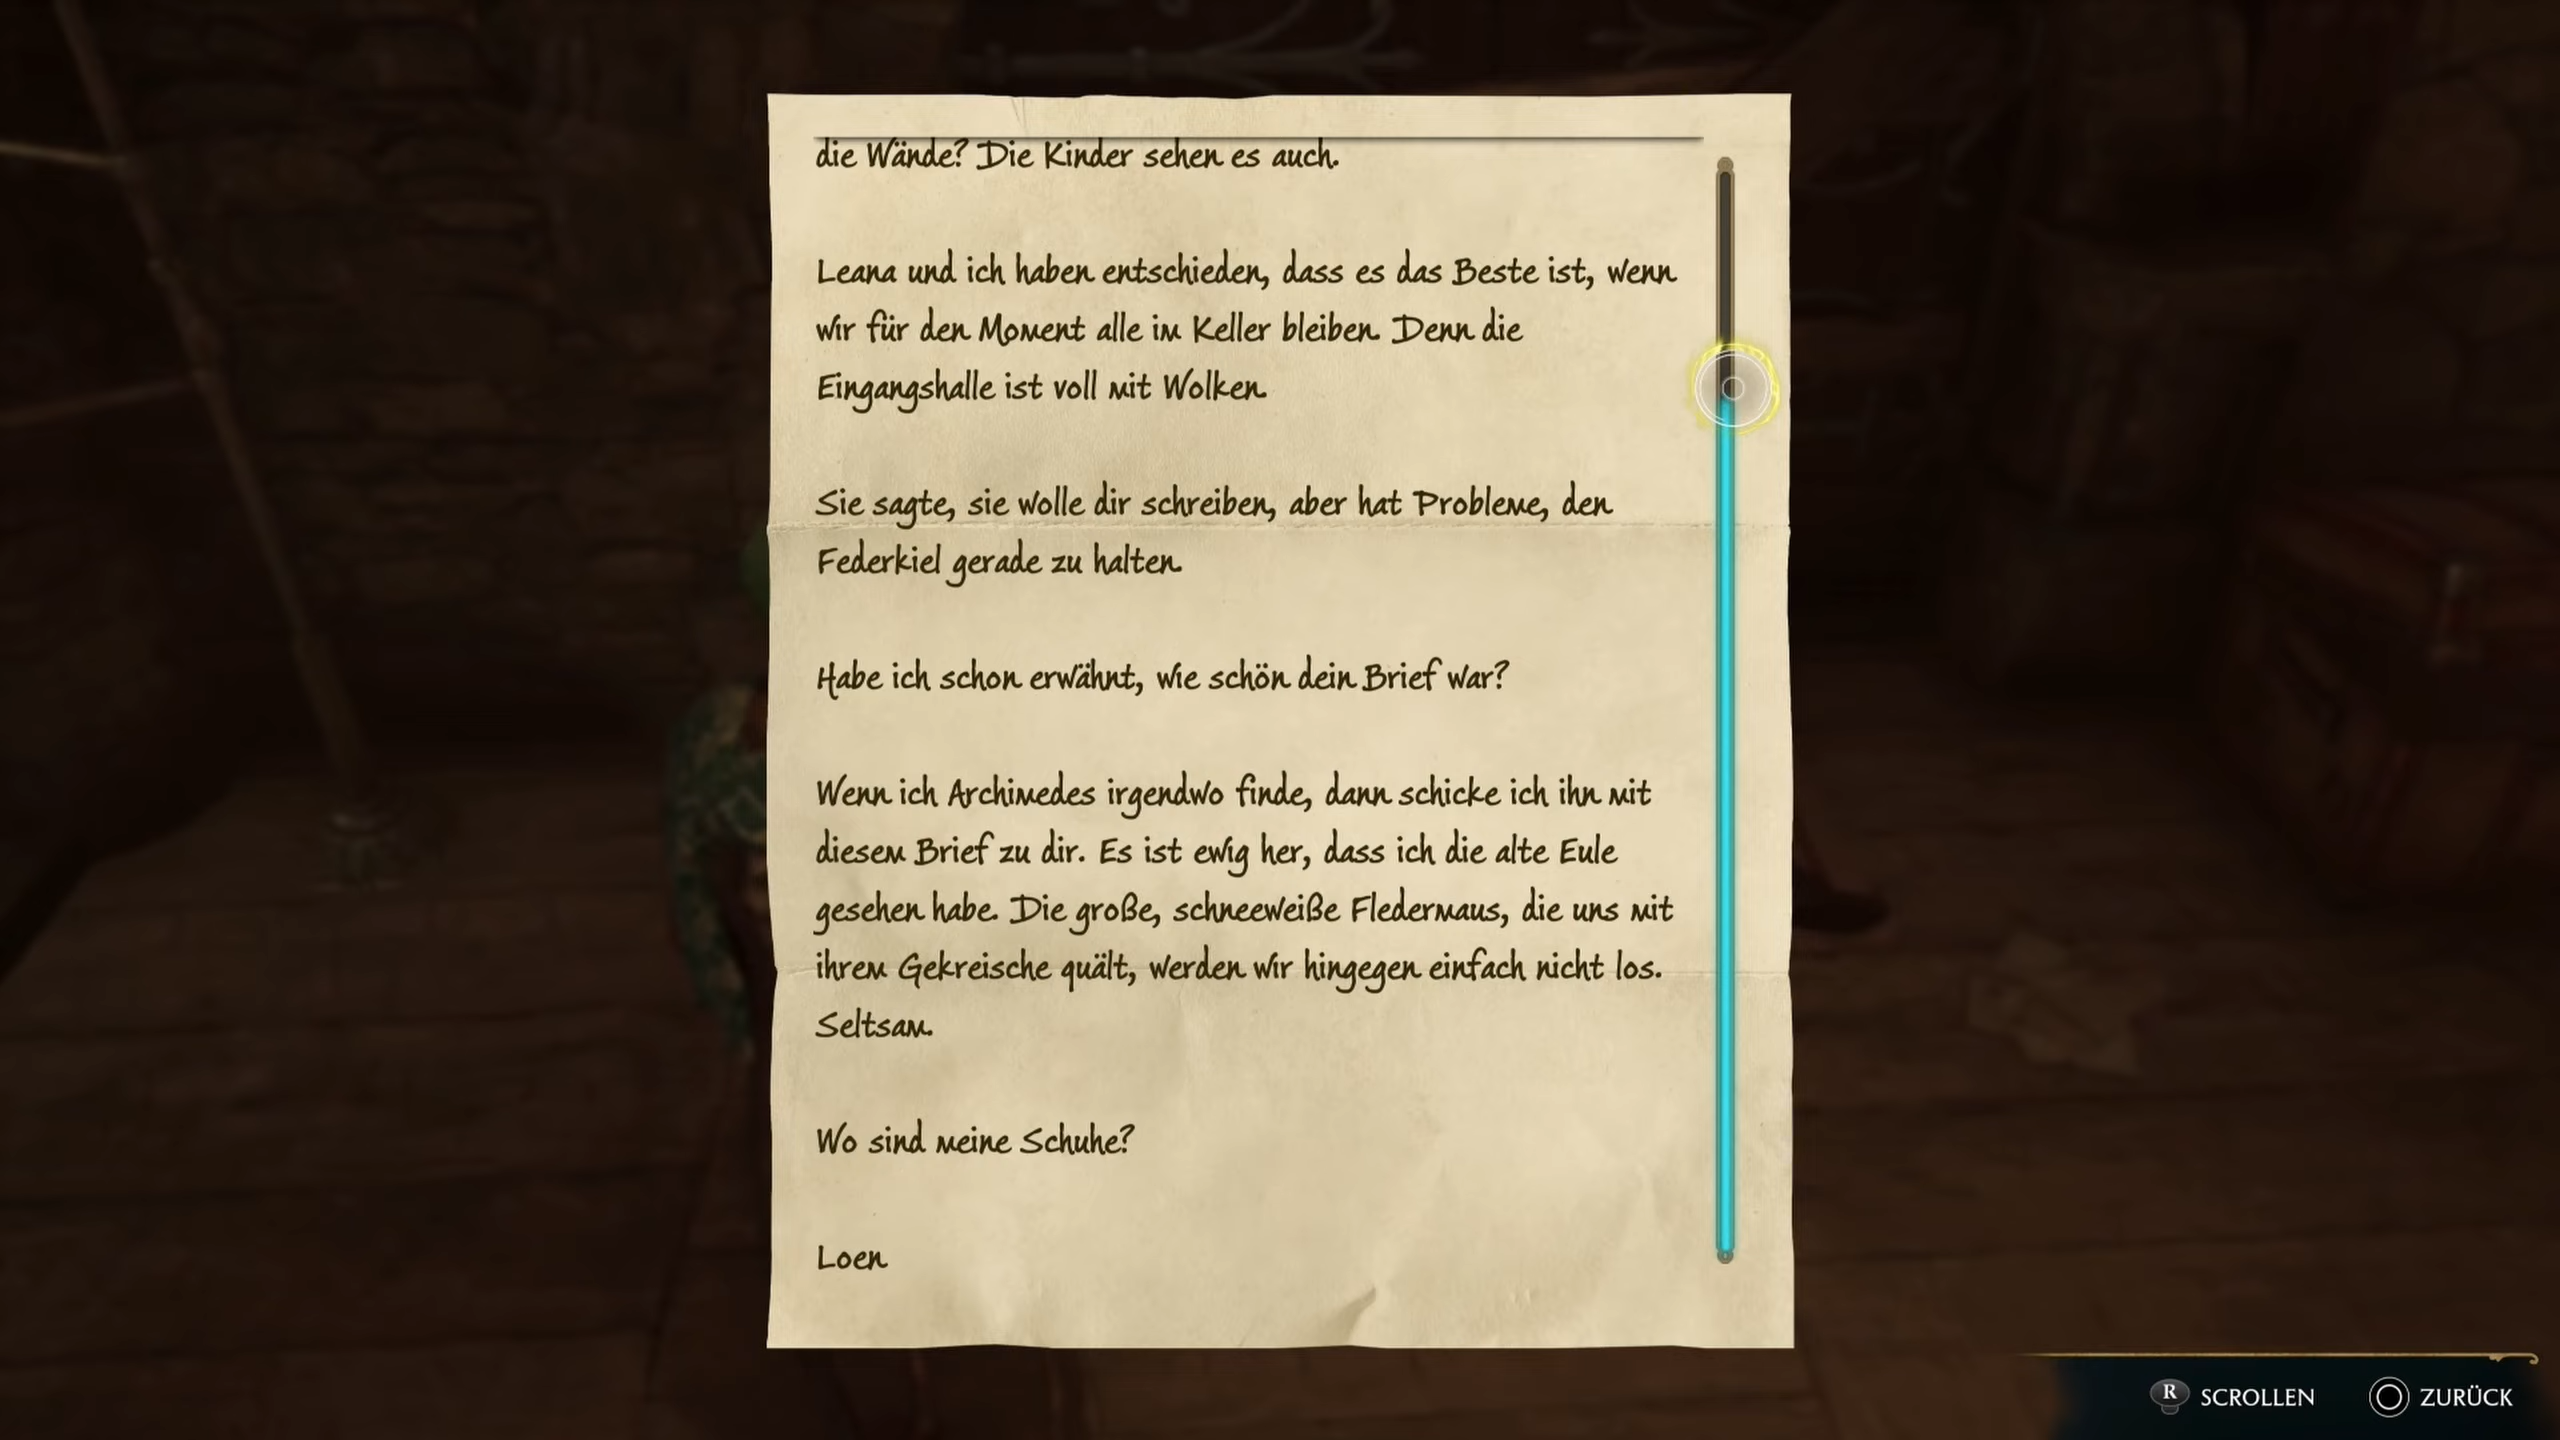 die Wände? Die Kinder sehen es auch.
Leana und ich haben entschieden, dass es das Beste ist, wenn
wir für den Moment alle im Keller bleiben. Denn die
Eingangshalle ist voll mit Wolken.
Sie sagte, sie wolle dir schreiben, aber hat Probleme, den
Federkiel gerade zu halten.
Habe ich schon erwähnt, wie schön dein Brief war?
Wenn ich Archimedes irgendwo finde, dann schicke ich ihn mit
diesem Brief zu dir. Es ist ewig her, dass ich die alte Eule
gesehen habe. Die große, schneeweiße Fledermaus, die uns mit
ihrem Gekreische quält, werden wir hingegen einfach nicht los.
Seltsam.
Wo sind meine Schuhe?
Loen
R SCROLLEN ZURÜCK